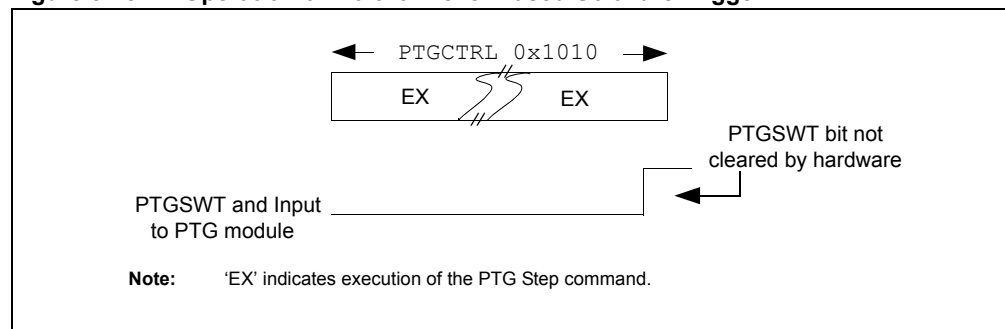 PTGCTRL 0x1010
EX EX
PTGSWT bit not
cleared by hardware
PTGSWT and Input
to PTG module
Note: 'EX' indicates execution of the PTG Step command.